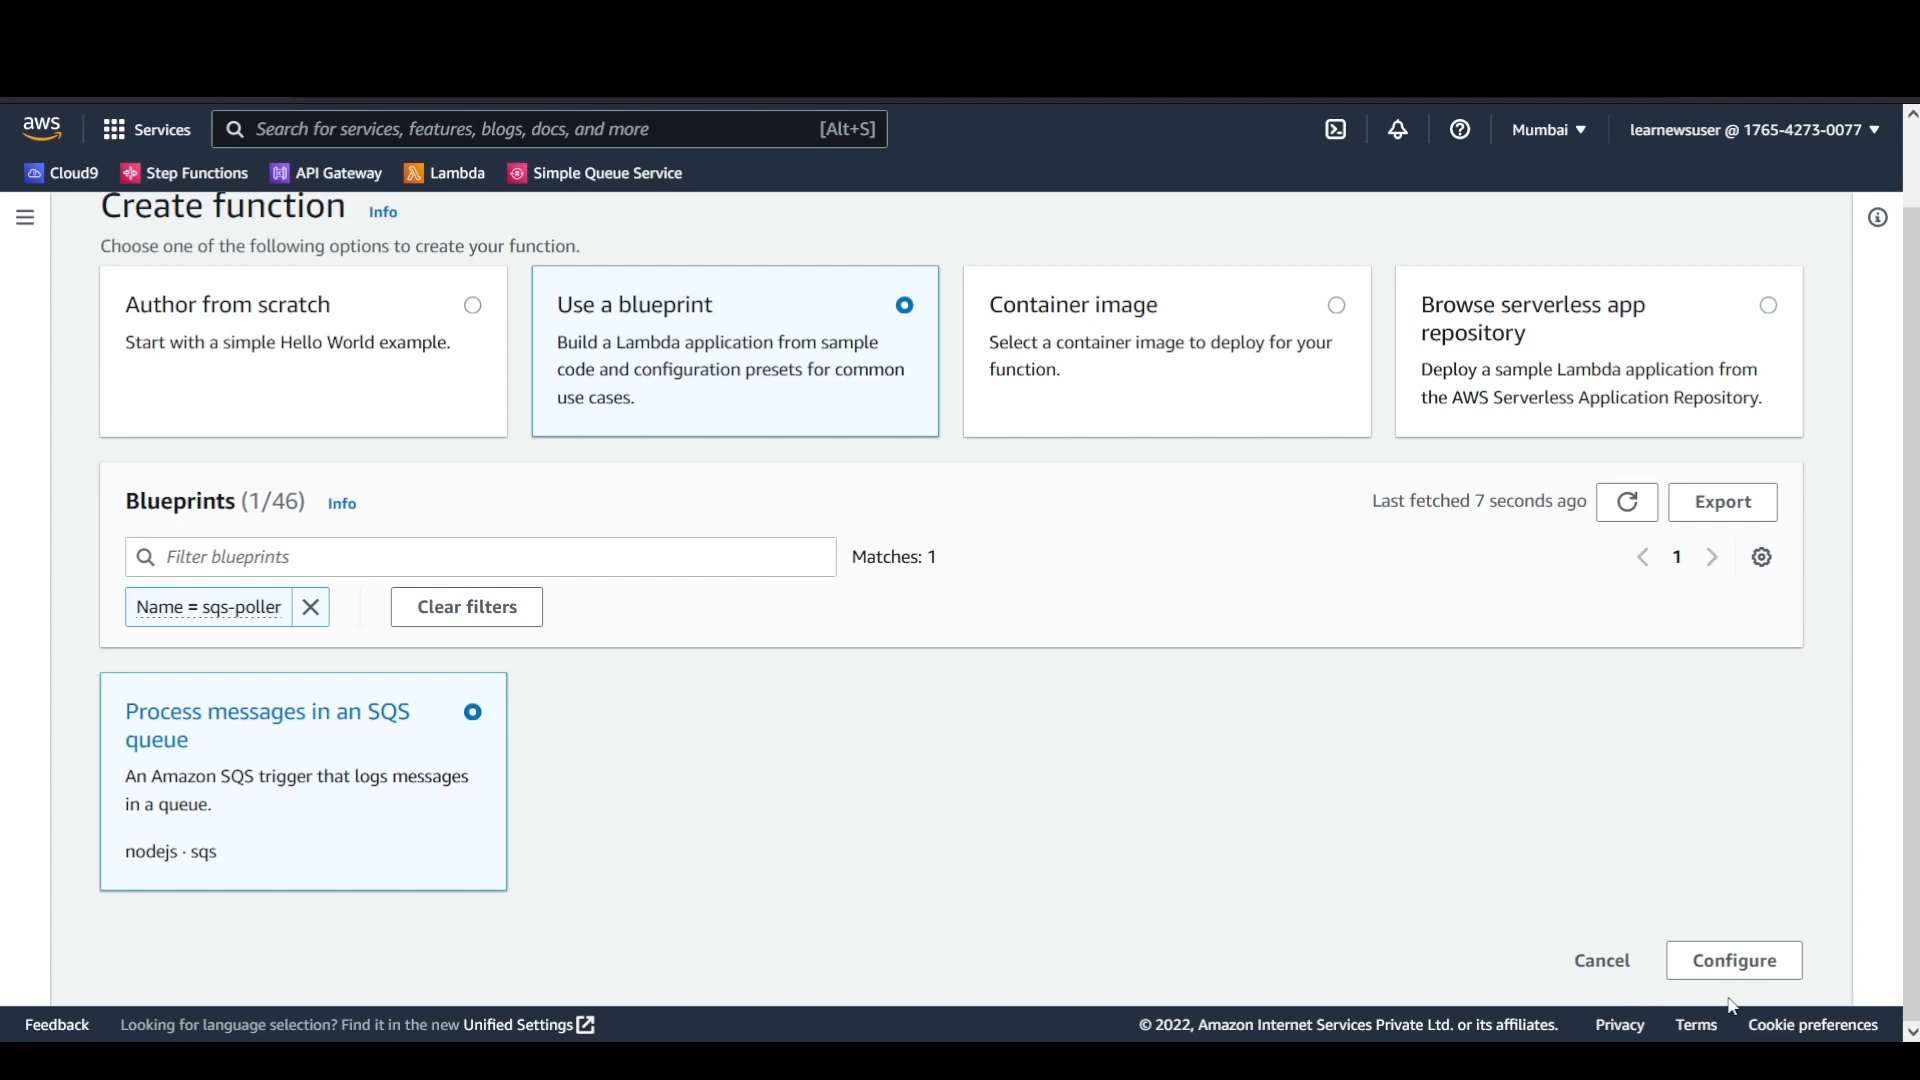 aws
Services
Search for services, features, blogs, docs, and more
[Alt+S]
Mumbai
learnewsuser @ 1765-4273-0077
Cloud9
Step Functions
API Gateway
Lambda
Simple Queue Service
Create function
Info
Choose one of the following options to create your function.
Author from scratch
Start with a simple Hello World example.
Use a blueprint
Build a Lambda application from sample
code and configuration presets for common
use cases.
Container image
Select a container image to deploy for your
function.
Browse serverless app
repository
Deploy a sample Lambda application from
the AWS Serverless Application Repository.
Blueprints (1/46)
Info
Last fetched 7 seconds ago
Export
Filter blueprints
Matches: 1
1
Name = sqs-poller
Clear filters
Process messages in an SQS
queue
An Amazon SQS trigger that logs messages
in a queue.
nodejs · sqs
Cancel
Configure
Feedback
Looking for language selection? Find it in the new Unified Settings
© 2022, Amazon Internet Services Private Ltd. or its affiliates.
Privacy
Terms
Cookie preferences